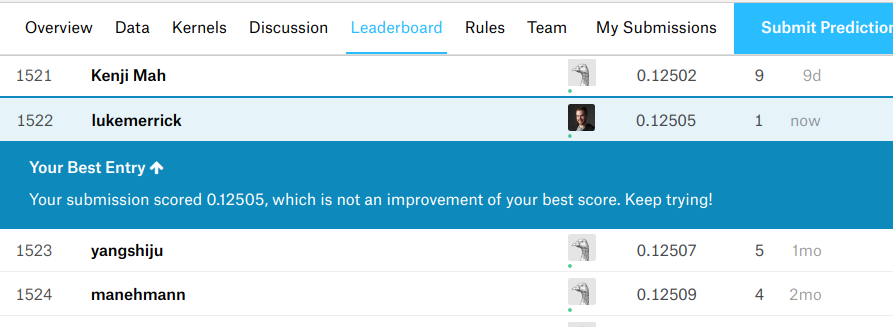 Overview Data Kernels Discussion Leaderboard Rules Team My Submissions Submit Prediction
1521 Kenji Mah 0.12502 9 9d
1522 lukemerrick 0.12505 1 now
Your Best Entry ↑
Your submission scored 0.12505, which is not an improvement of your best score. Keep trying!
1523 yangshiju 0.12507 5 1mo
1524 manehmann 0.12509 4 2mo